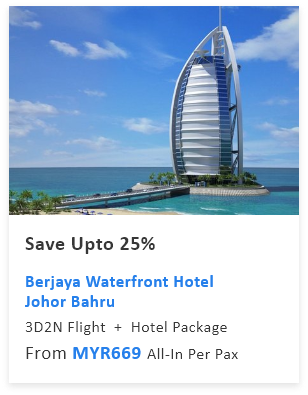 Save Upto 25%
Berjaya Waterfront Hotel
Johor Bahru
3D2N Flight + Hotel Package
From MYR669 All-In Per Pax